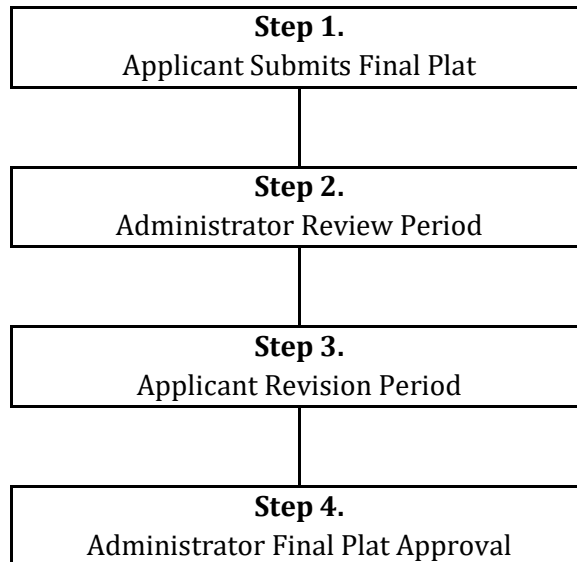 Step 1.
Applicant Submits Final Plat
Step 2.
Administrator Review Period
Step 3.
Applicant Revision Period
Step 4.
Administrator Final Plat Approval